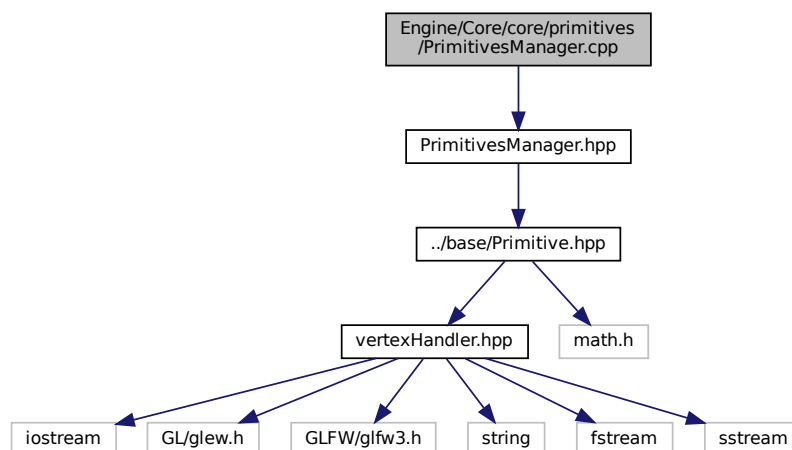 Engine/Core/core/primitives
/PrimitivesManager.cpp
PrimitivesManager.hpp
../base/Primitive.hpp
vertexHandler.hpp
math.h
iostream
GL/glew.h
GLFW/glfw3.h
string
fstream
sstream